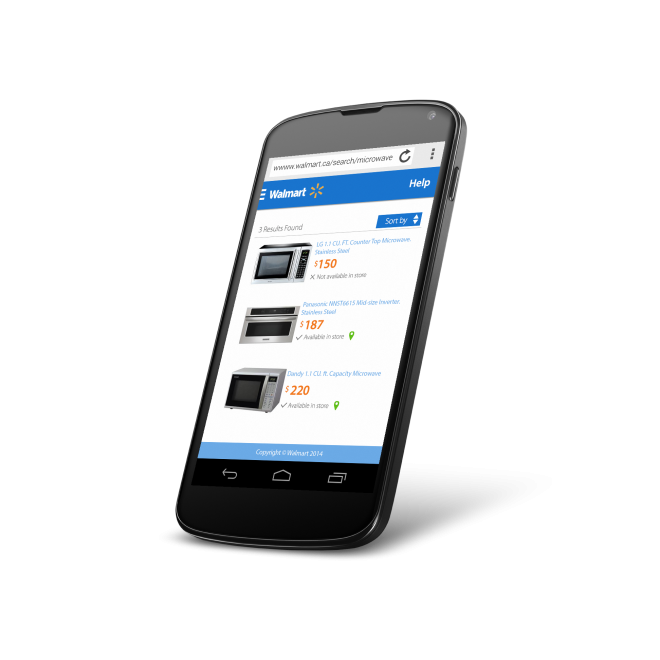 wwww.walmart.ca/search/microwave
Walmart
Help
3 Results Found
Sort by
LG 1.1 CU. FT. Counter Top Microwave,
Stainless Steel
$150
Not available in store
Panasonic NNST661S Mid-size Inverter,
Stainless Steel
$187
Available in store
Dandy 1.1 CU. ft. Capacity Microwave
$220
Available in store
Copyright © Walmart 2014